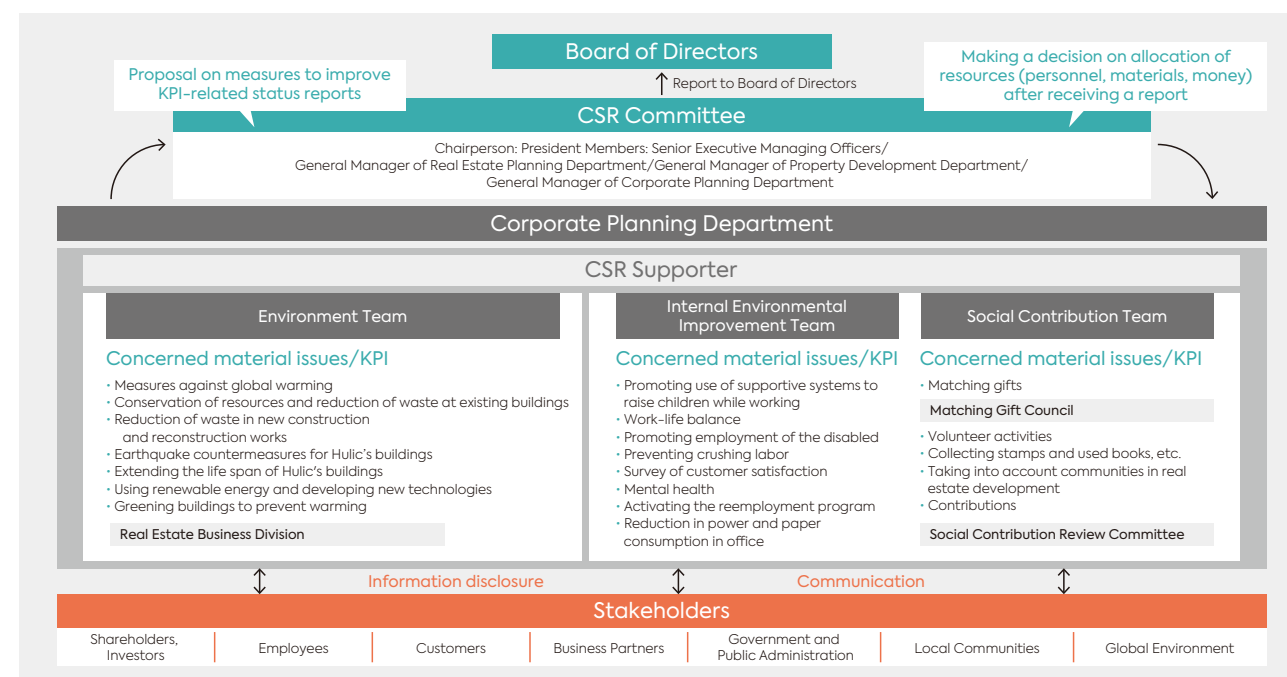 Board of Directors
Proposal on measures to improve
KPI-related status reports
Report to Board of Directors
Making a decision on allocation of
resources (personnel, materials, money)
after receiving a report
CSR Committee
Chairperson: President Members: Senior Executive Managing Officers/
General Manager of Real Estate Planning Department/General Manager of Property Development Department/
General Manager of Corporate Planning Department
Corporate Planning Department
CSR Supporter
Environment Team
Concerned material issues/KPI
・Measures against global warming
・Conservation of resources and reduction of waste at existing buildings
・Reduction of waste in new construction
and reconstruction works
・Earthquake countermeasures for Hulic’s buildings
・Extending the life span of Hulic's buildings
・Using renewable energy and developing new technologies
・Greening buildings to prevent warming
Real Estate Business Division
Internal Environmental
Improvement Team
Concerned material issues/KPI
・Promoting use of supportive systems to
raise children while working
・Work-life balance
・Promoting employment of the disabled
・Preventing crushing labor
・Survey of customer satisfaction
・Mental health
・Activating the reemployment program
・Reduction in power and paper
consumption in office
Social Contribution Team
Concerned material issues/KPI
・Matching gifts
Matching Gift Council
・Volunteer activities
・Collecting stamps and used books, etc.
・Taking into account communities in real
estate development
・Contributions
Social Contribution Review Committee
Information disclosure
Communication
Stakeholders
Shareholders,
Investors
Employees
Customers
Business Partners
Government and
Public Administration
Local Communities
Global Environment